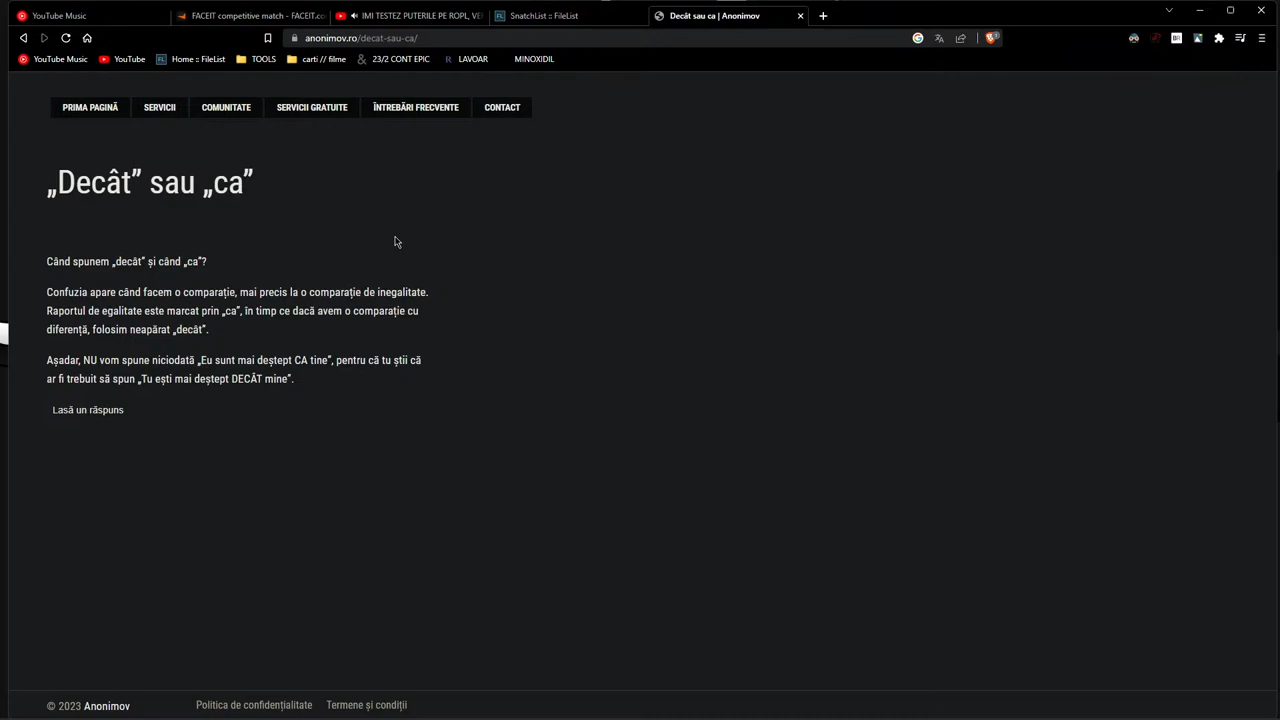 YouTube Music
FACEIT competitive match - FACEIT.co
IMI TESTEZ PUTERILE PE ROPL, VE
SnatchList :: FileList
Decât sau ca | Anonimov
anonimov.ro/decat-sau-ca/
YouTube Music
YouTube
FL
Home :: FileList
TOOLS
carti // filme
23/2 CONT EPIC
R
LAVOAR
MINOXIDIL
PRIMA PAGINĂ
SERVICII
COMUNITATE
SERVICII GRATUITE
ÎNTREBĂRI FRECVENTE
CONTACT
„Decât” sau „ca”
Când spunem „decât” și când „ca”?
Confuzia apare când facem o comparație, mai precis la o comparație de inegalitate.
Raportul de egalitate este marcat prin „ca”, în timp ce dacă avem o comparație cu
diferență, folosim neapărat „decât”.
Așadar, NU vom spune niciodată „Eu sunt mai deștept CA tine”, pentru că tu știi că
ar fi trebuit să spun „Tu ești mai deștept DECÂT mine”.
Lasă un răspuns
© 2023 Anonimov
Politica de confidențialitate
Termene și condiții